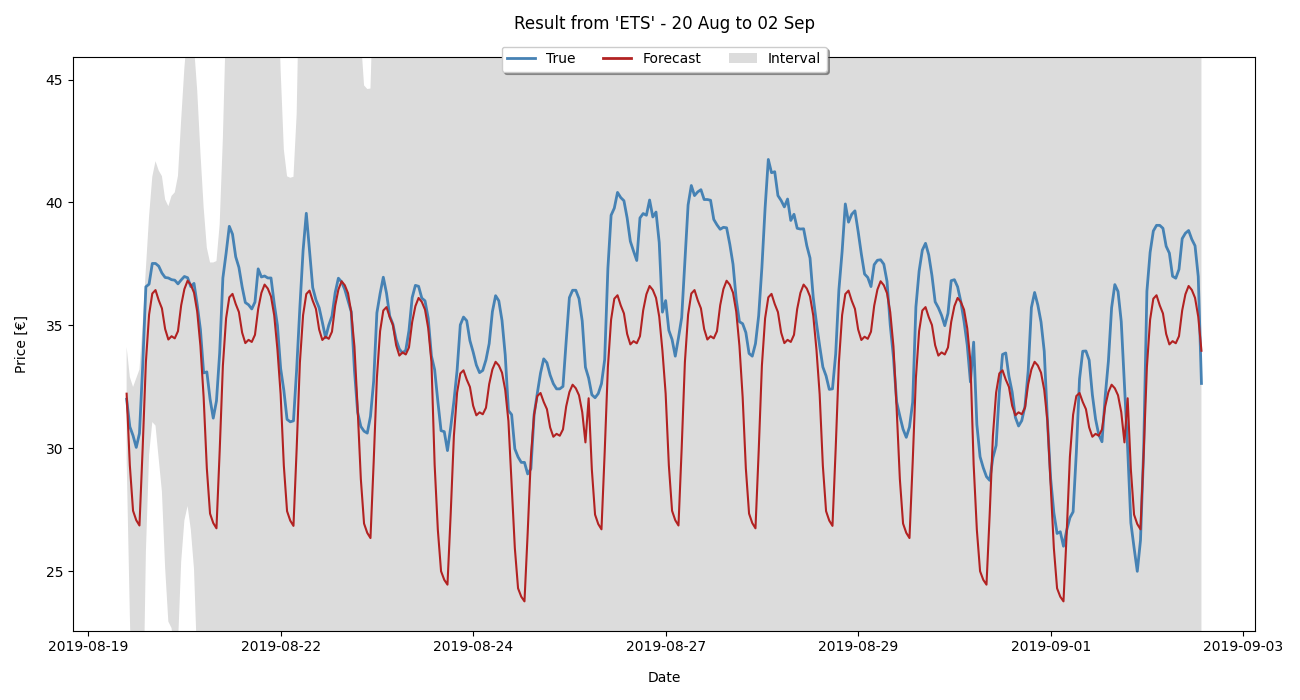 Result from 'ETS' - 20 Aug to 02 Sep
True Forecast Interval
45
40
35
30
25
Price [€]
2019-08-19 2019-08-22 2019-08-24 2019-08-27 2019-08-29 2019-09-01 2019-09-03
Date